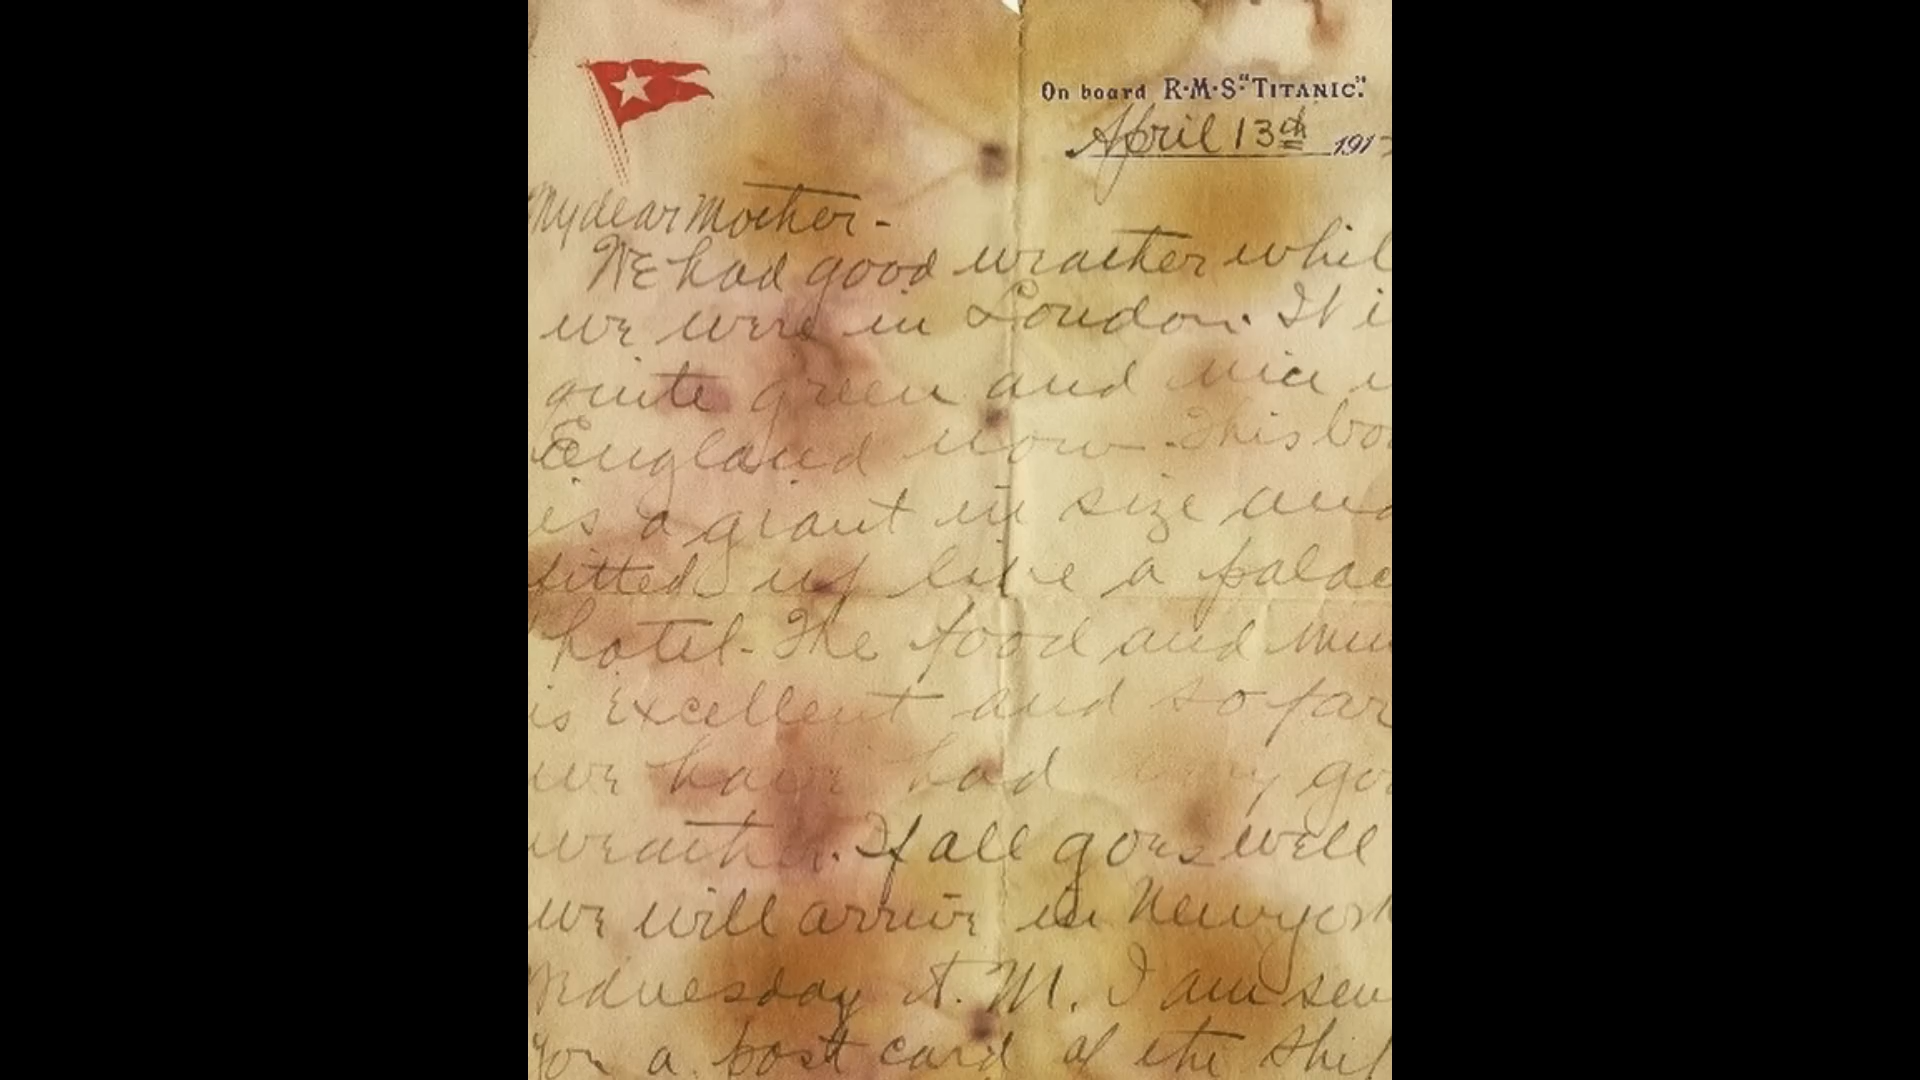 On board R·M·S·"TITANIC".
April 13th 191
My dear Mother -
We had good weather whil
we were in London. It i
quite green and nice i
England now. This bo
is a giant in size and
fitted up like a palac
hotel. The food and mu
is excellent and so far
we have had go
weather. If all goes well
we will arrive in New york
Wednesday A. M. I am sen
you a post card of the ship